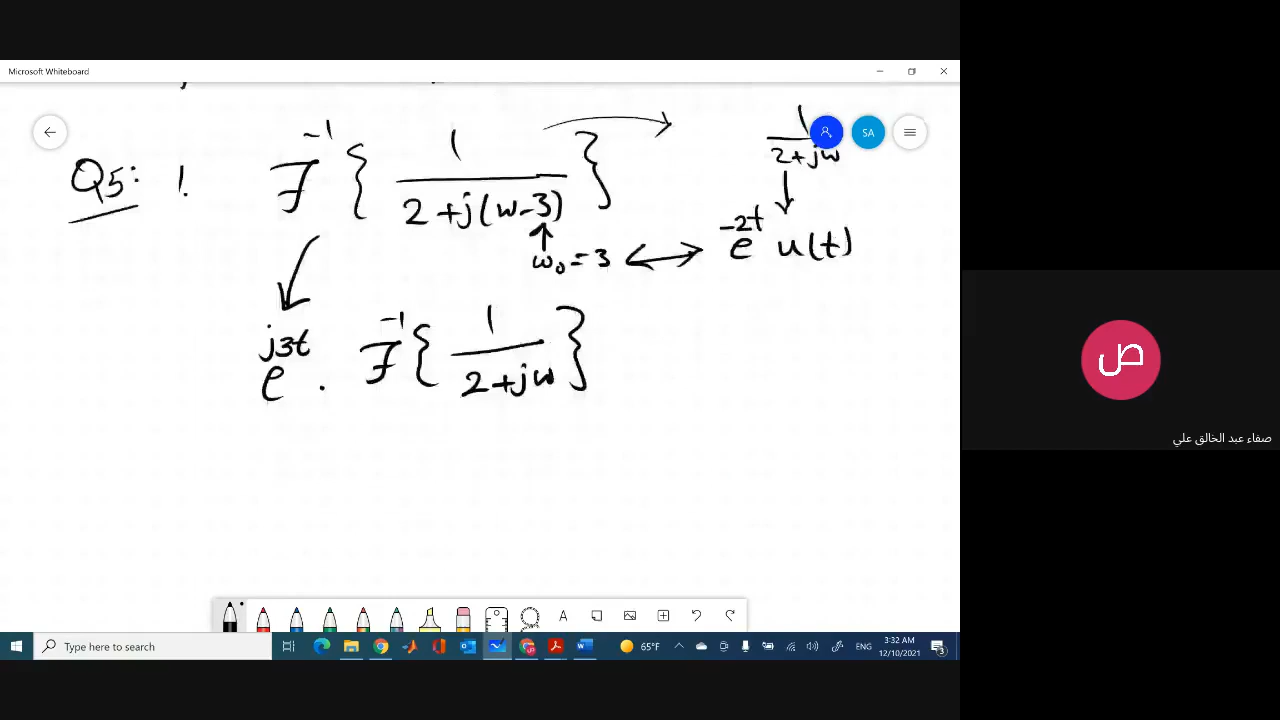 Microsoft Whiteboard
SA
Q5: 1. F⁻¹ { 1 / (2+j(w-3)) } → 1 / (2+jw)
w₀ = 3 ↔ e^(-2t) u(t)
e^(j3t) . F⁻¹ { 1 / (2+jw) }
ص
صفاء عبد الخالق علي
A
Type here to search
65°F
ENG
3:32 AM
12/10/2021
3